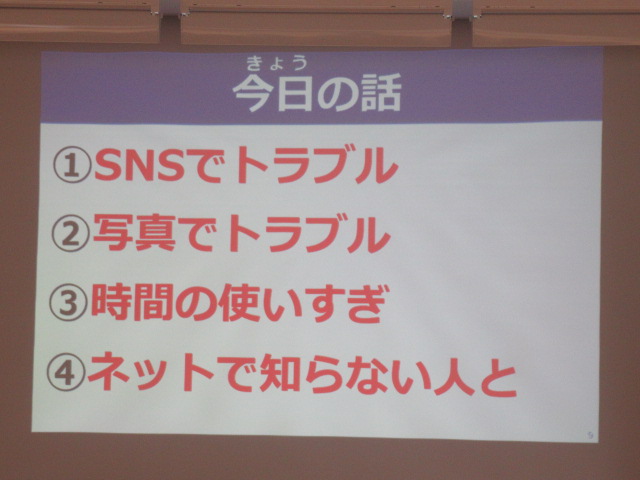 きょう
今日の話
①SNSでトラブル
②写真でトラブル
③時間の使いすぎ
④ネットで知らない人と
9